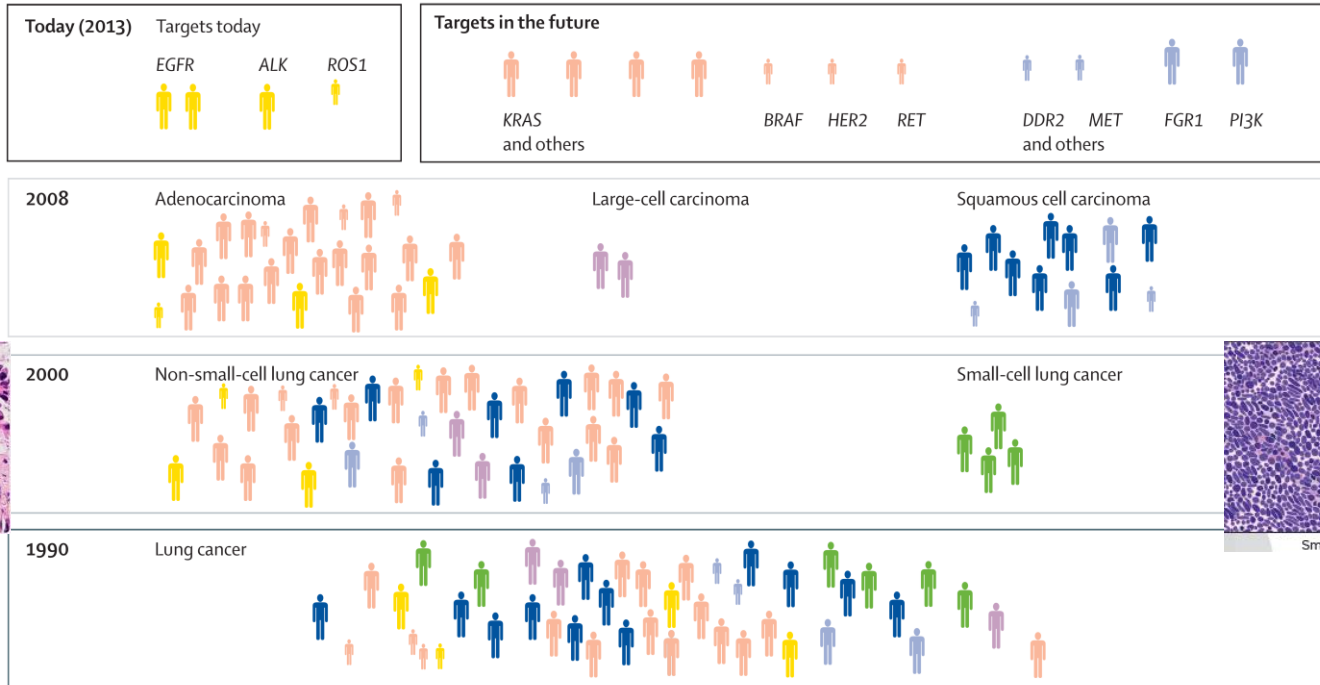 Today (2013) Targets today
EGFR ALK ROS1
Targets in the future
KRAS BRAF HER2 RET DDR2 MET FGR1 PI3K
and others and others
2008 Adenocarcinoma Large-cell carcinoma Squamous cell carcinoma
2000 Non-small-cell lung cancer Small-cell lung cancer
1990 Lung cancer
Sm